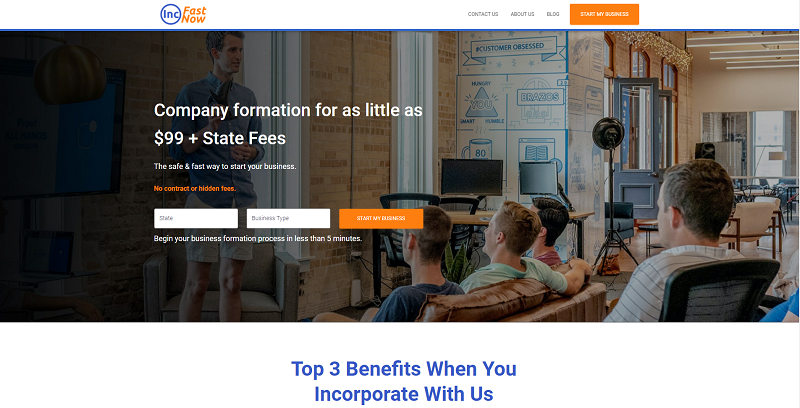 Inc Fast
Now
CONTACT US
ABOUT US
BLOG
START MY BUSINESS
#CUSTOMER OBSESSED
HUNGRY
YOU
SMART HUMBLE
BRAZOS
2.0
80
Company formation for as little as
$99 + State Fees
The safe & fast way to start your business.
No contract or hidden fees.
State
Business Type
START MY BUSINESS
Begin your business formation process in less than 5 minutes.
Top 3 Benefits When You
Incorporate With Us